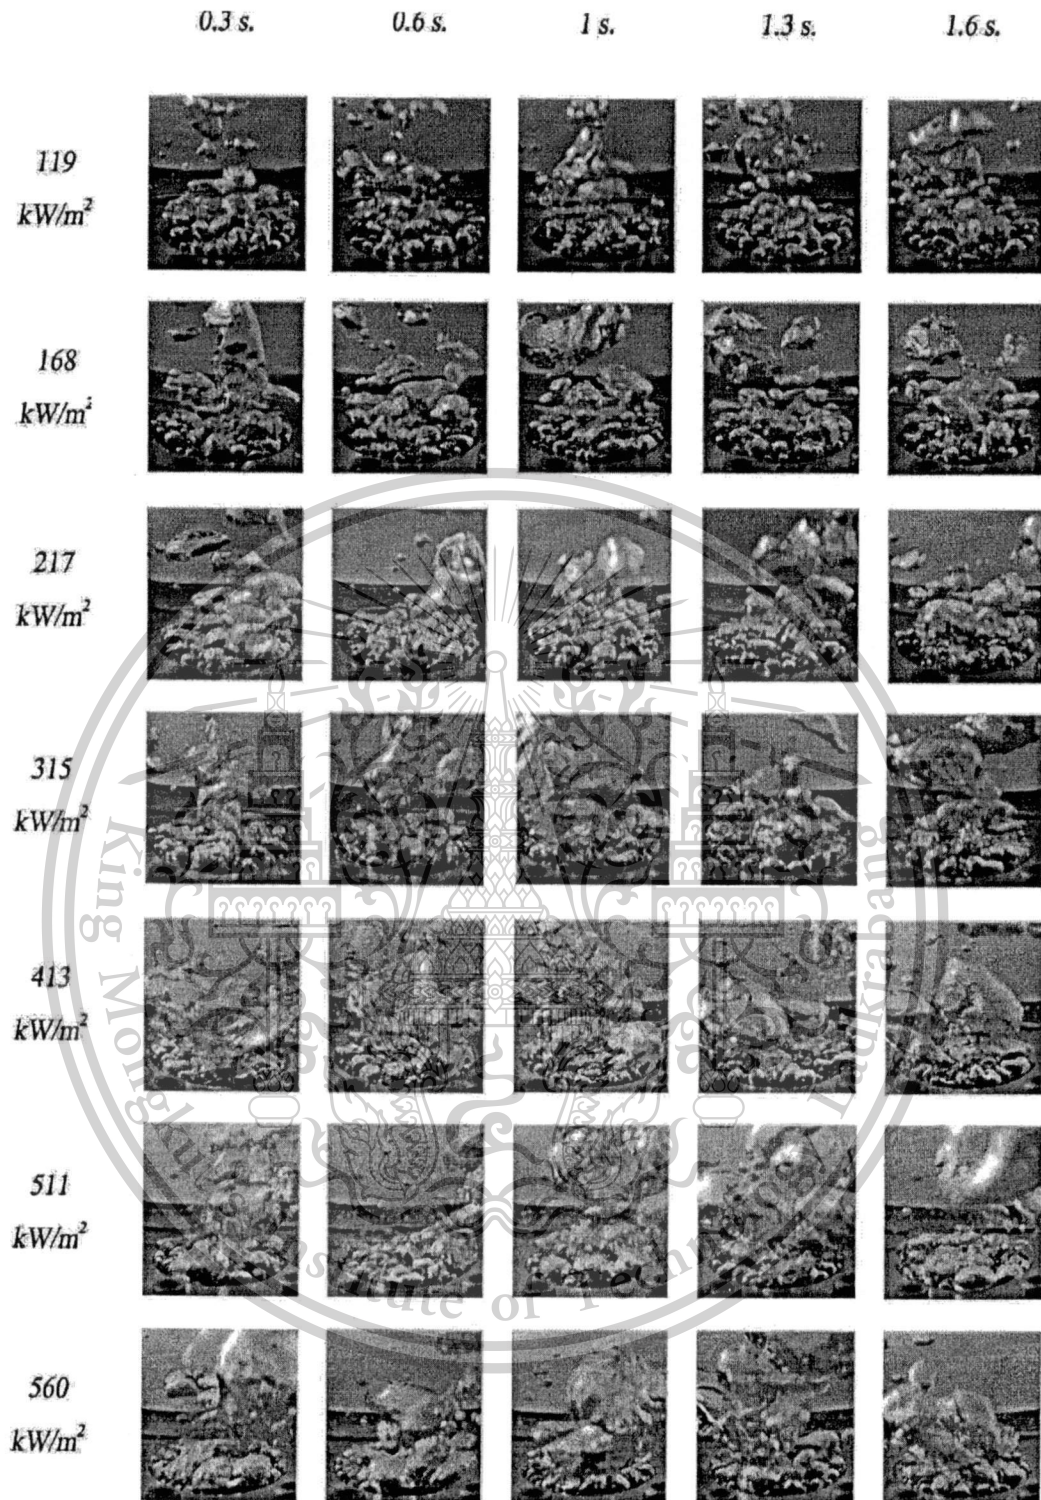 0.3 s. 0.6 s. 1 s. 1.3 s. 1.6 s.
119
kW/m²
168
kW/m²
217
kW/m²
315
kW/m²
413
kW/m²
511
kW/m²
560
kW/m²
King Mongkut's Institute of Technology Ladkrabang